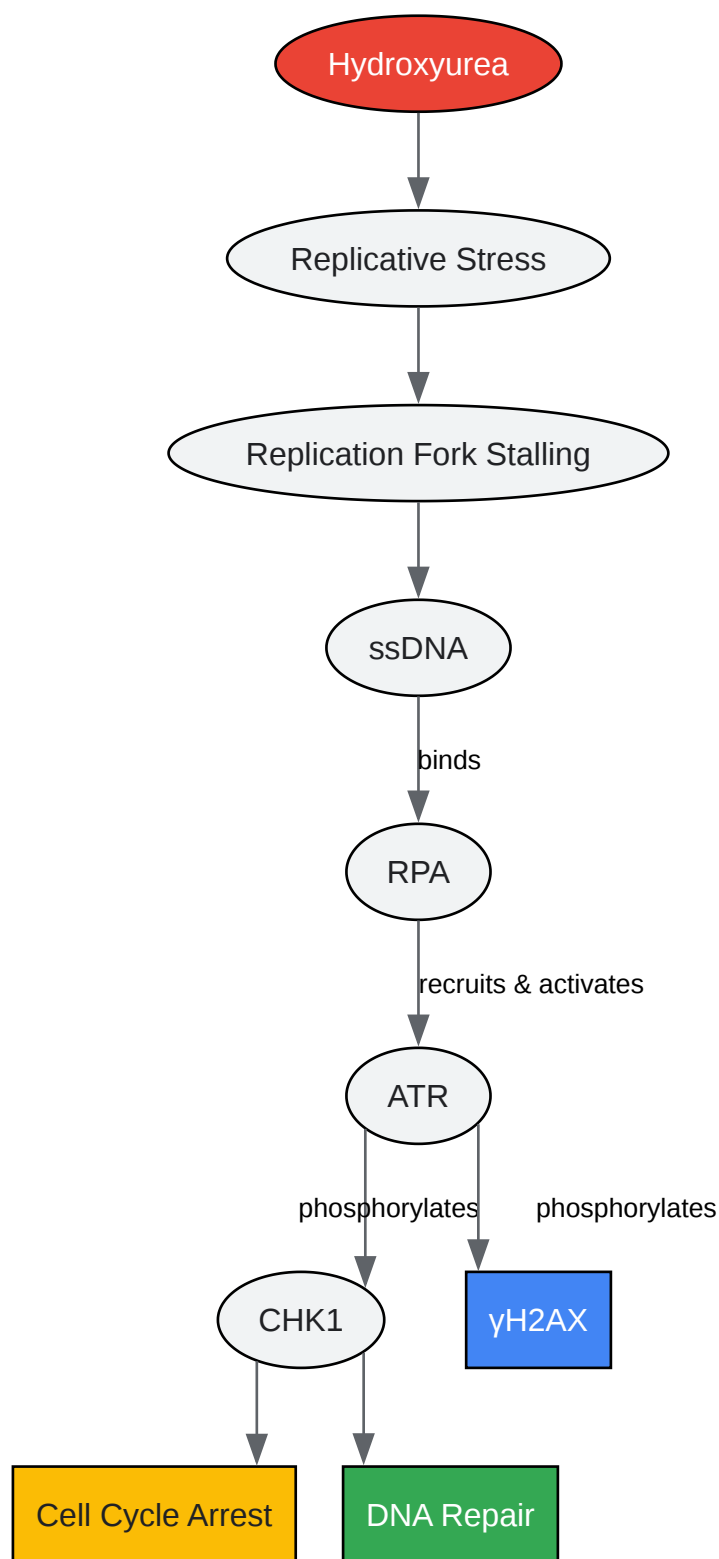 Hydroxyurea
Replicative Stress
Replication Fork Stalling
ssDNA
binds
RPA
recruits & activates
ATR
phosphorylates
phosphorylates
CHK1
γH2AX
Cell Cycle Arrest
DNA Repair